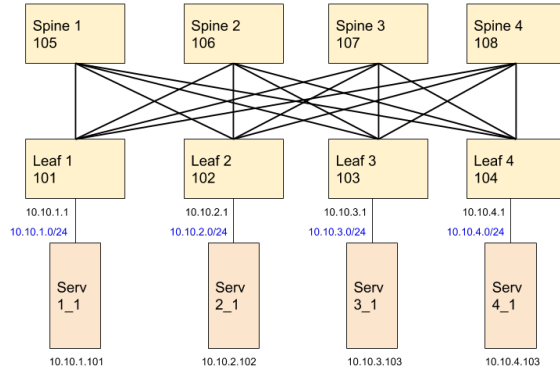 Spine 1
105
Spine 2
106
Spine 3
107
Spine 4
108
Leaf 1
101
Leaf 2
102
Leaf 3
103
Leaf 4
104
10.10.1.1
10.10.2.1
10.10.3.1
10.10.4.1
10.10.1.0/24
10.10.2.0/24
10.10.3.0/24
10.10.4.0/24
Serv
1_1
Serv
2_1
Serv
3_1
Serv
4_1
10.10.1.101
10.10.2.102
10.10.3.103
10.10.4.103